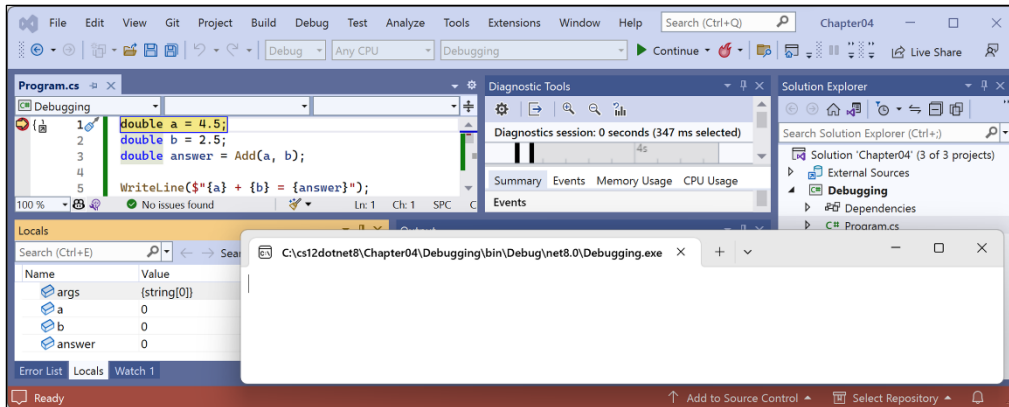 File Edit View Git Project Build Debug Test Analyze Tools Extensions Window Help Search (Ctrl+Q) Chapter04
Debug Any CPU Debugging Continue Live Share
Program.cs
Debugging
1 double a = 4.5;
2 double b = 2.5;
3 double answer = Add(a, b);
4
5 WriteLine($"{a} + {b} = {answer}");
100 % No issues found Ln: 1 Ch: 1 SPC
Diagnostic Tools
Diagnostics session: 0 seconds (347 ms selected)
4s
Summary Events Memory Usage CPU Usage
Events
Solution Explorer
Search Solution Explorer (Ctrl+;)
Solution 'Chapter04' (3 of 3 projects)
External Sources
Debugging
Dependencies
C# Program.cs
Locals
Search (Ctrl+E)
Name Value
args {string[0]}
a 0
b 0
answer 0
Error List Locals Watch 1
C:\cs12dotnet8\Chapter04\Debugging\bin\Debug\net8.0\Debugging.exe
Ready Add to Source Control Select Repository